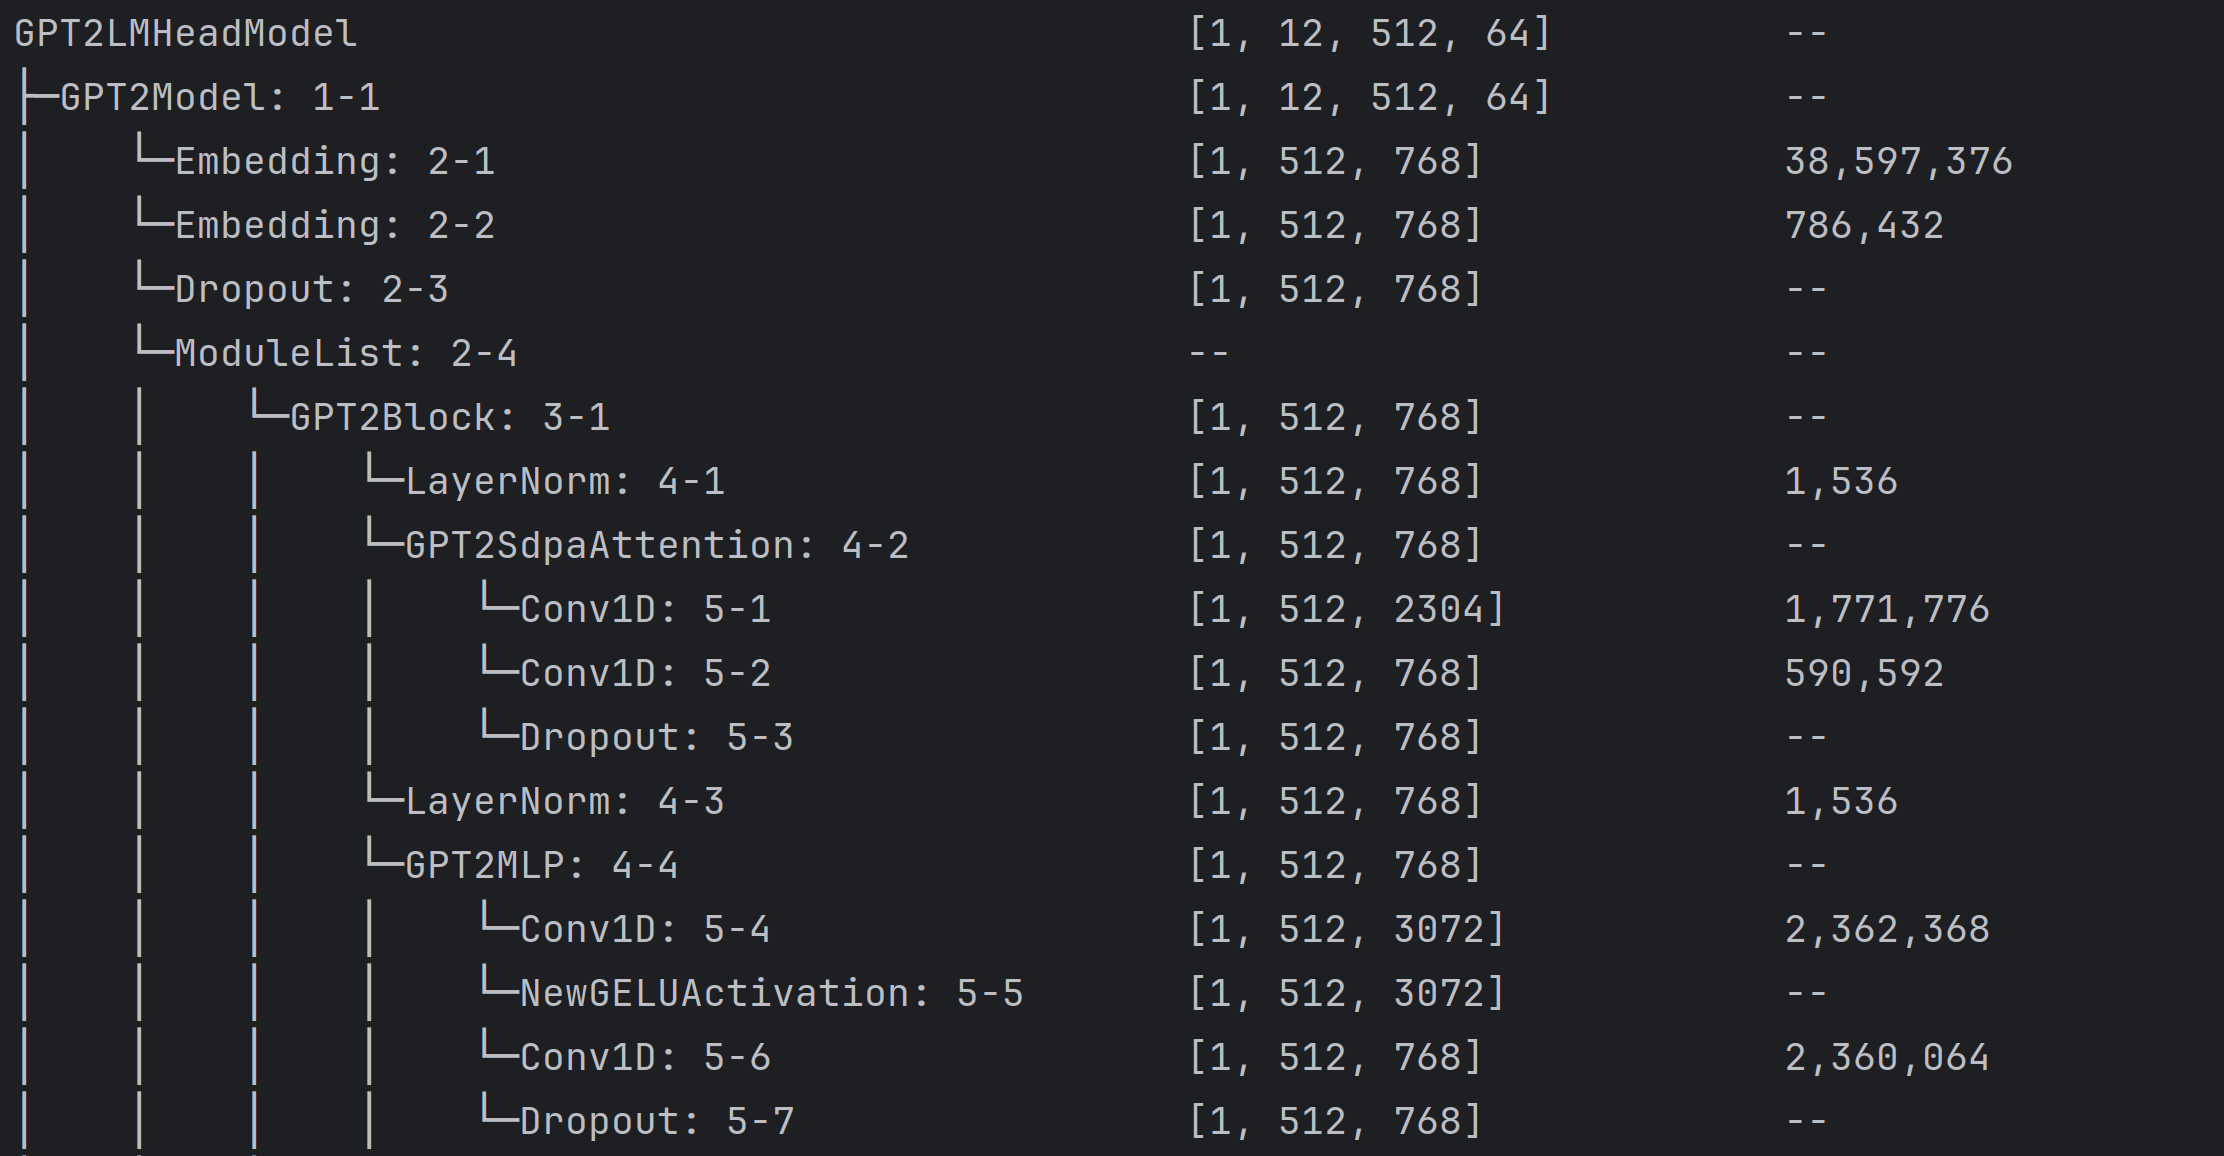 GPT2LMHeadModel                                    [1, 12, 512, 64]          --
├─GPT2Model: 1-1                                   [1, 12, 512, 64]          --
│    └─Embedding: 2-1                              [1, 512, 768]             38,597,376
│    └─Embedding: 2-2                              [1, 512, 768]             786,432
│    └─Dropout: 2-3                                [1, 512, 768]             --
│    └─ModuleList: 2-4                             --                        --
│    │    └─GPT2Block: 3-1                         [1, 512, 768]             --
│    │    │    └─LayerNorm: 4-1                    [1, 512, 768]             1,536
│    │    │    └─GPT2SdpaAttention: 4-2            [1, 512, 768]             --
│    │    │    │    └─Conv1D: 5-1                  [1, 512, 2304]            1,771,776
│    │    │    │    └─Conv1D: 5-2                  [1, 512, 768]             590,592
│    │    │    │    └─Dropout: 5-3                 [1, 512, 768]             --
│    │    │    └─LayerNorm: 4-3                    [1, 512, 768]             1,536
│    │    │    └─GPT2MLP: 4-4                      [1, 512, 768]             --
│    │    │    │    └─Conv1D: 5-4                  [1, 512, 3072]            2,362,368
│    │    │    │    └─NewGELUActivation: 5-5       [1, 512, 3072]            --
│    │    │    │    └─Conv1D: 5-6                  [1, 512, 768]             2,360,064
│    │    │    │    └─Dropout: 5-7                 [1, 512, 768]             --